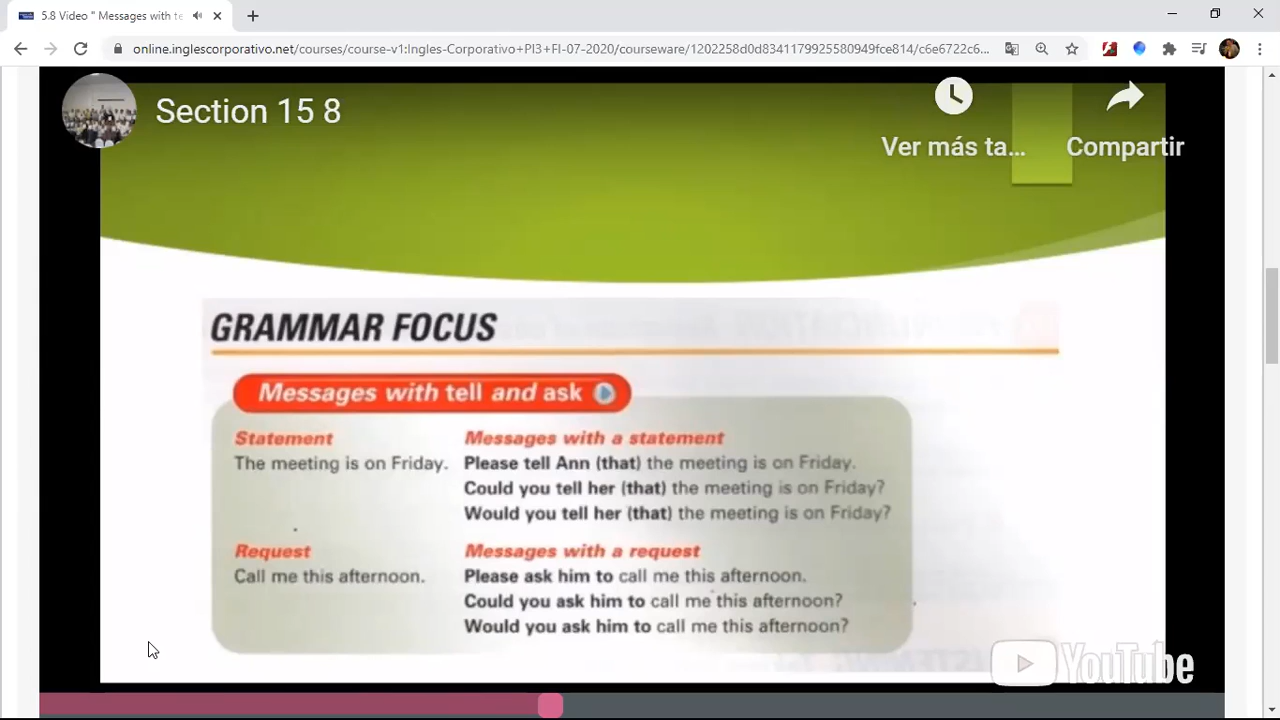 5.8 Video " Messages with te
online.inglescorporativo.net/courses/course-v1:Ingles-Corporativo+PI3+FI-07-2020/courseware/1202258d0d8341179925580949fce814/c6e6722c6...
Section 15 8
Ver más ta...
Compartir
GRAMMAR FOCUS
Messages with tell and ask
Statement
Messages with a statement
The meeting is on Friday.
Please tell Ann (that) the meeting is on Friday.
Could you tell her (that) the meeting is on Friday?
Would you tell her (that) the meeting is on Friday?
Request
Messages with a request
Call me this afternoon.
Please ask him to call me this afternoon.
Could you ask him to call me this afternoon?
Would you ask him to call me this afternoon?
YouTube